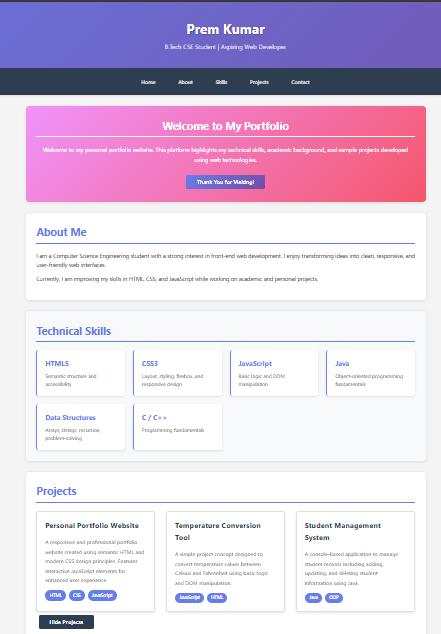 Prem Kumar
B.Tech CSE Student | Aspiring Web Developer
Home About Skills Projects Contact
Welcome to My Portfolio
Welcome to my personal portfolio website. This platform highlights my technical skills, academic background, and sample projects developed
using web technologies.
Thank You for Visiting!
About Me
I am a Computer Science Engineering student with a strong interest in front-end web development. I enjoy transforming ideas into clean, responsive, and
user-friendly web interfaces.
Currently, I am improving my skills in HTML, CSS, and JavaScript while working on academic and personal projects.
Technical Skills
HTML5
Semantic structure and
accessibility
CSS3
Layout, styling, flexbox, and
responsive design
JavaScript
Basic logic and DOM
manipulation
Java
Object-oriented programming
fundamentals
Data Structures
Arrays, strings, recursion,
problem-solving
C / C++
Programming fundamentals
Projects
Personal Portfolio Website
A responsive and professional portfolio
website created using semantic HTML and
modern CSS design principles. Features
interactive JavaScript elements for
enhanced user experience.
HTML CSS JavaScript
Temperature Conversion
Tool
A simple project concept designed to
convert temperature values between
Celsius and Fahrenheit using basic logic
and DOM manipulation.
JavaScript HTML
Student Management
System
A console-based application to manage
student records including adding,
updating, and deleting student
information using Java.
Java OOP
Hide Projects